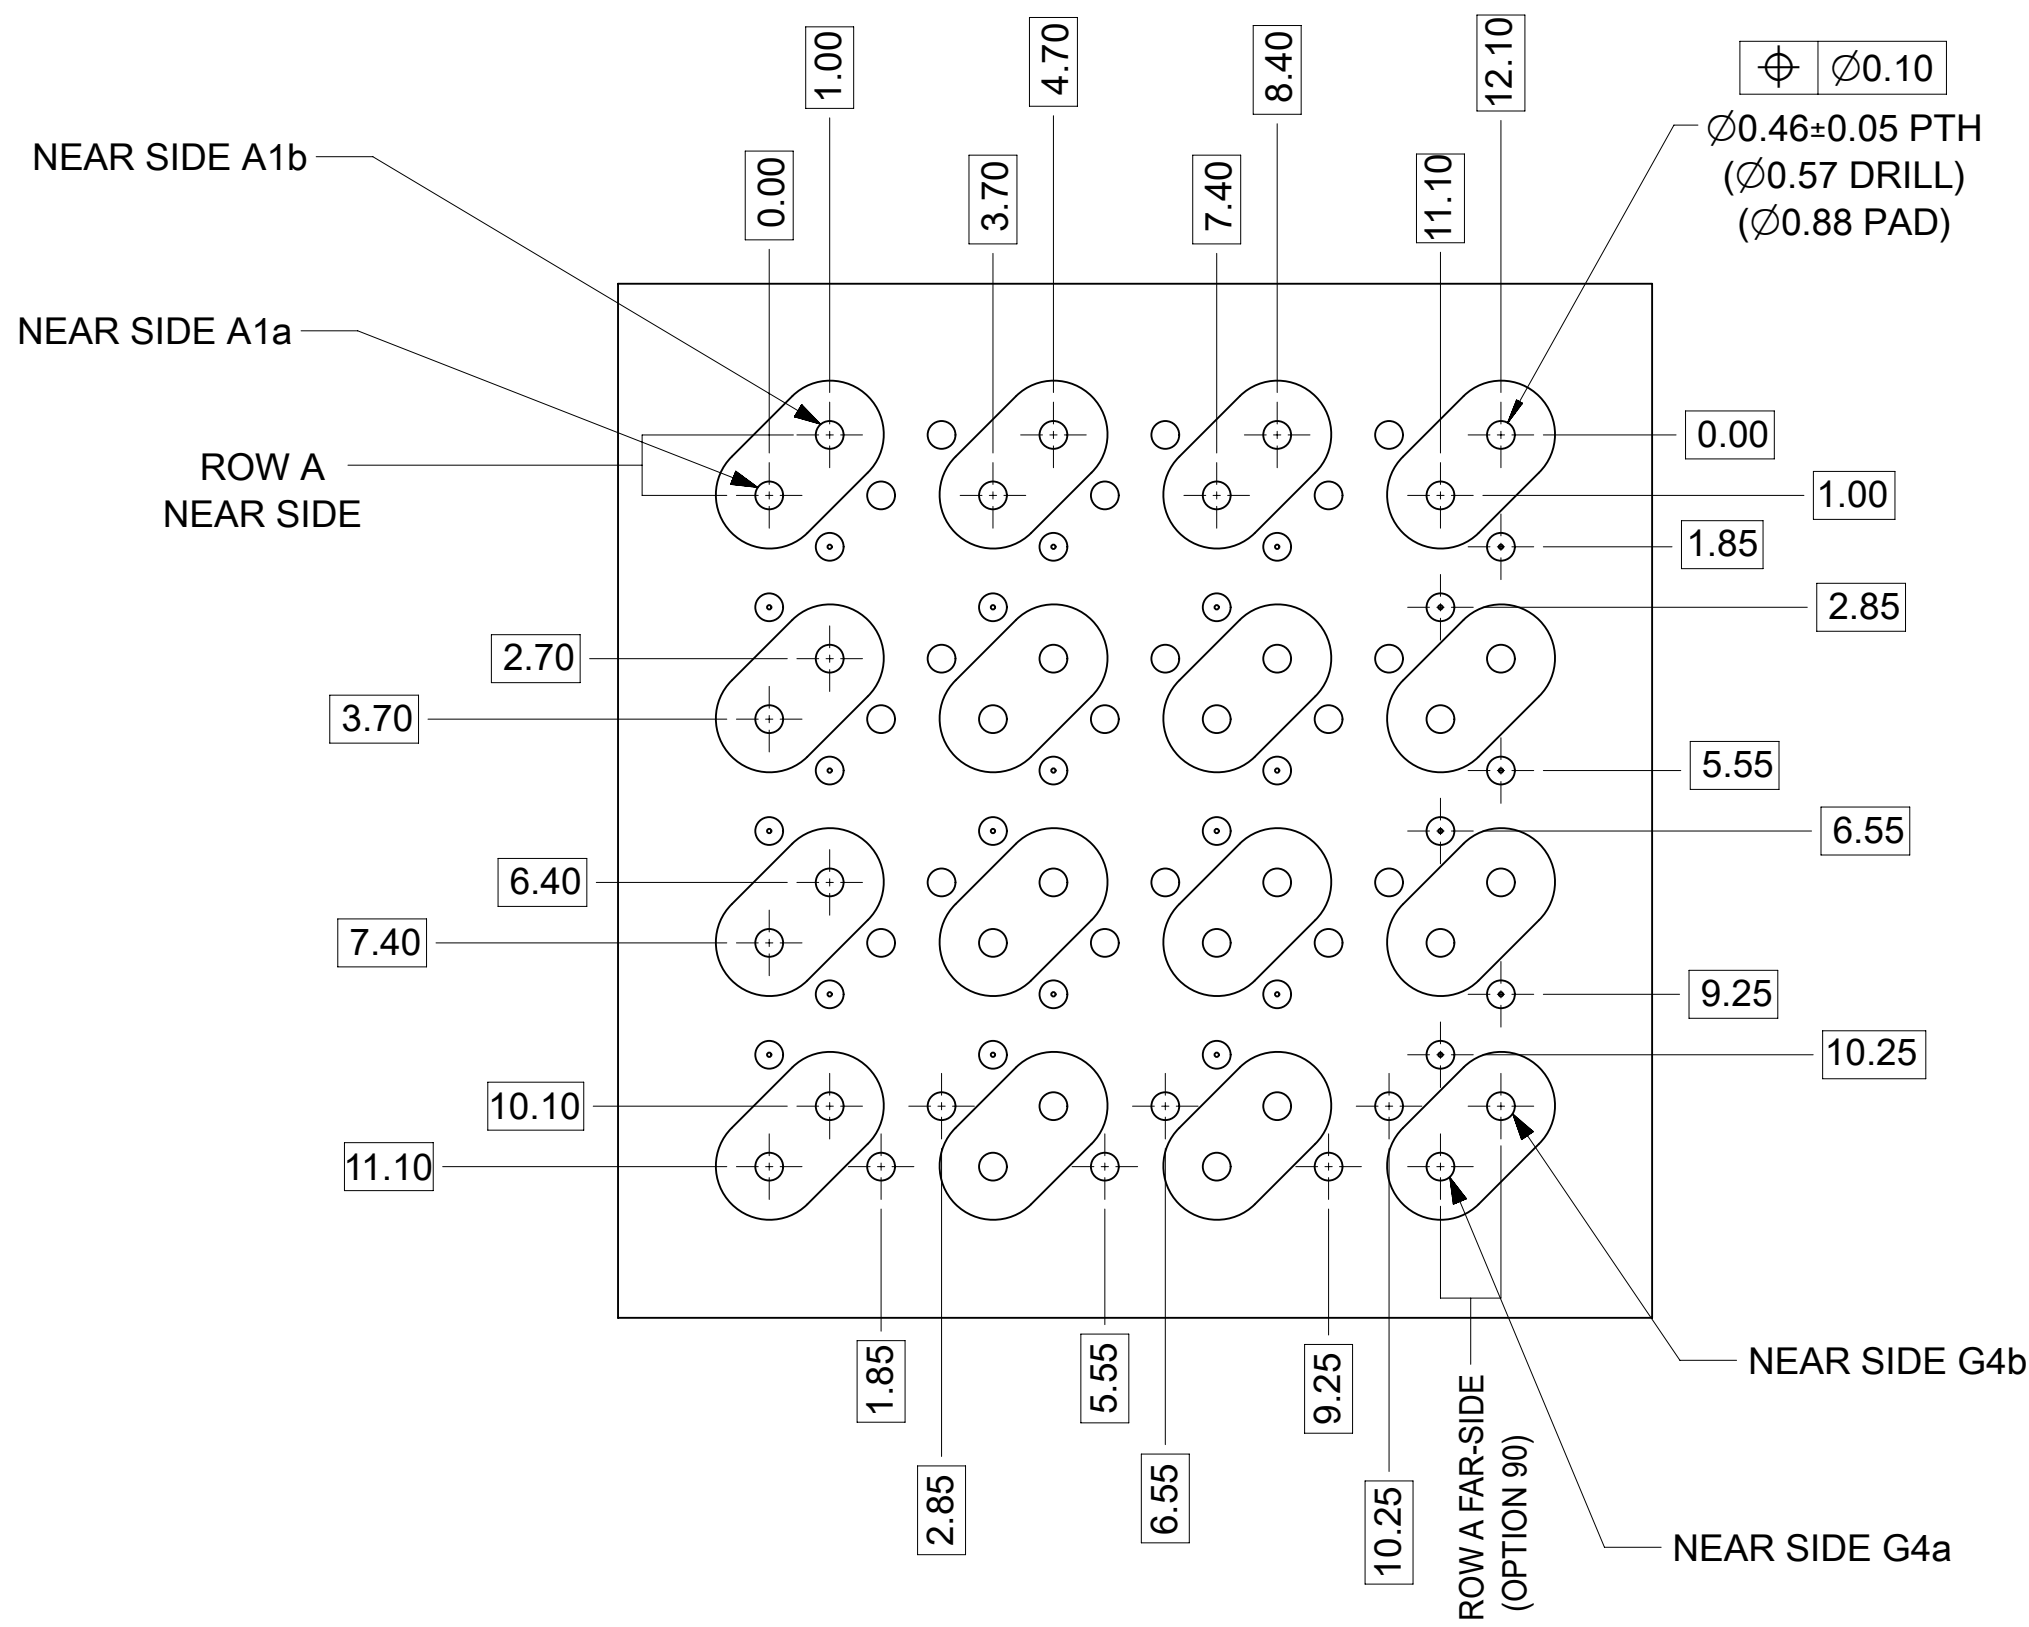 1.00
4.70
8.40
12.10
⌖ ∅0.10
∅0.46±0.05 PTH
(∅0.57 DRILL)
(∅0.88 PAD)
NEAR SIDE A1b
0.00
3.70
7.40
11.10
NEAR SIDE A1a
ROW A
NEAR SIDE
0.00
1.00
1.85
2.85
2.70
3.70
5.55
6.55
6.40
7.40
9.25
10.25
10.10
11.10
1.85
5.55
9.25
2.85
6.55
10.25
ROW A FAR-SIDE
(OPTION 90)
NEAR SIDE G4b
NEAR SIDE G4a